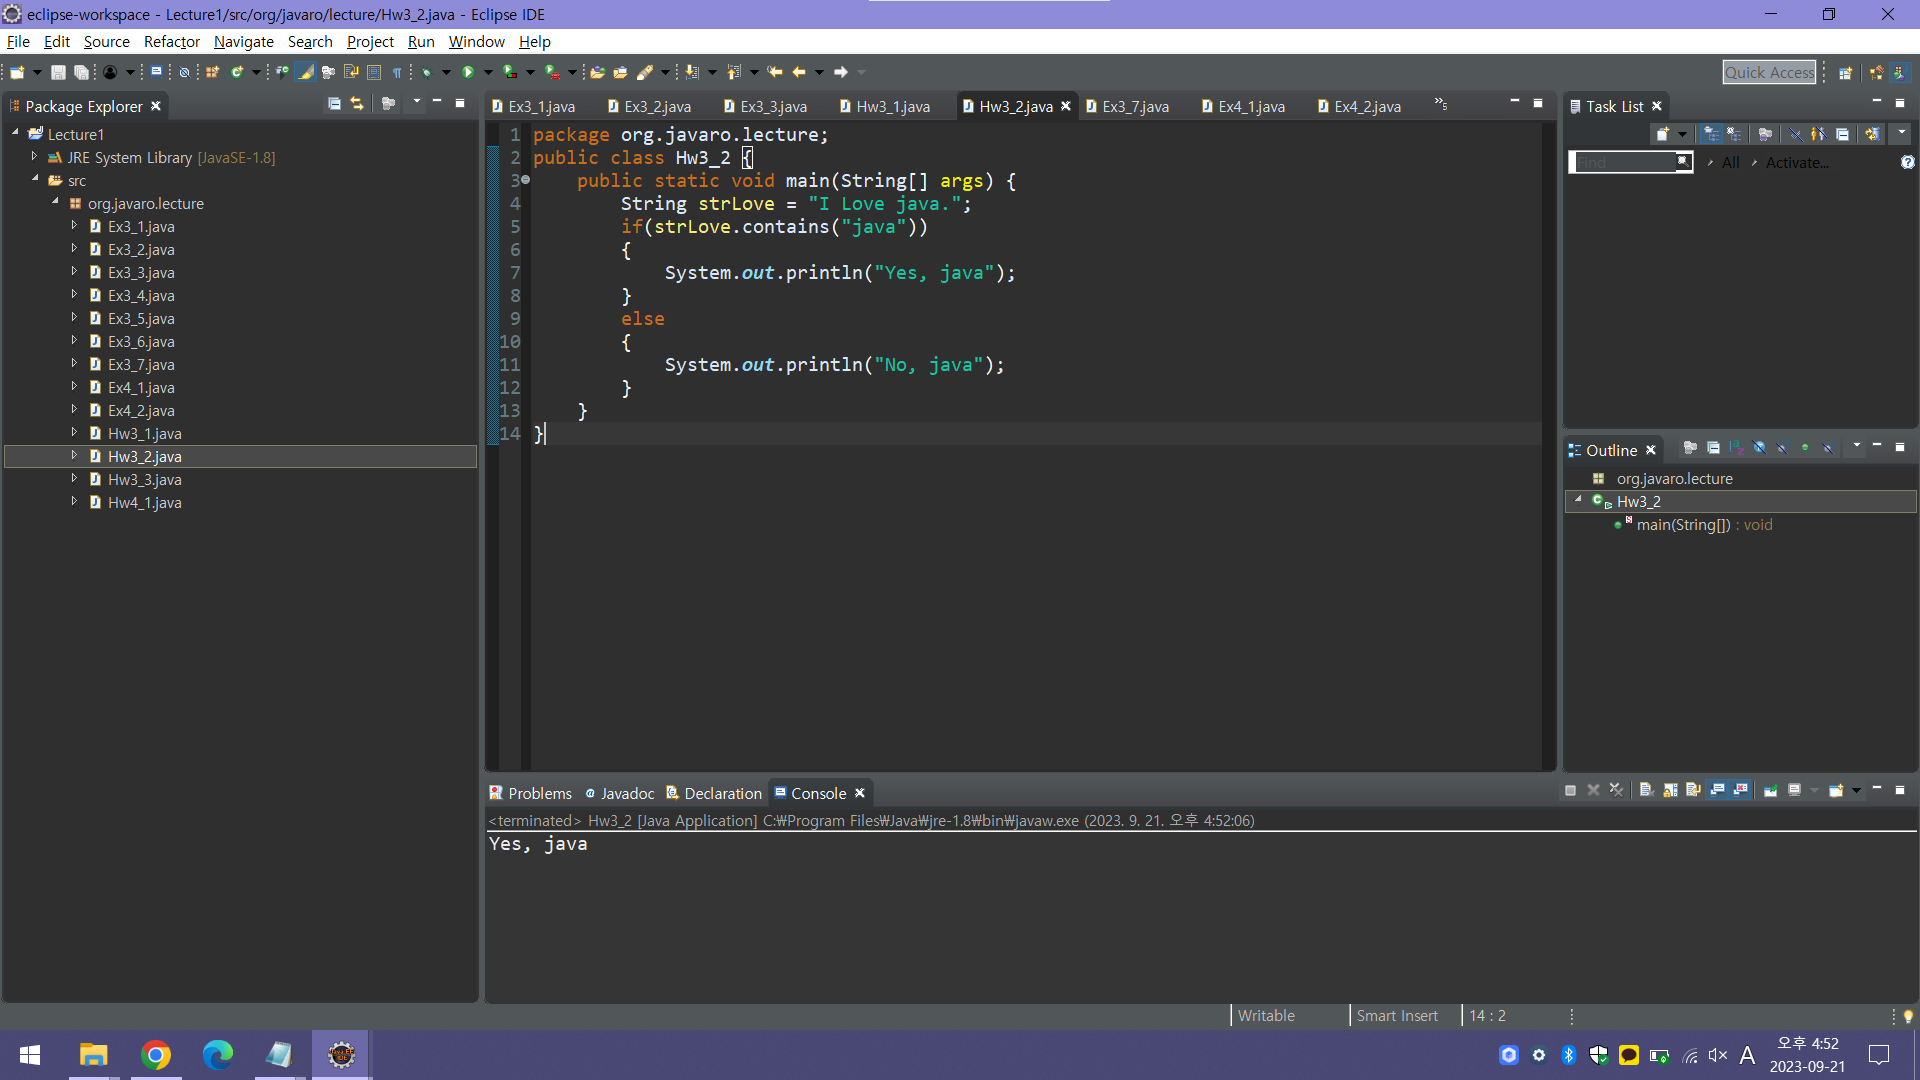 eclipse-workspace - Lecture1/src/org/javaro/lecture/Hw3_2.java - Eclipse IDE
File Edit Source Refactor Navigate Search Project Run Window Help
Quick Access
Package Explorer
Lecture1
JRE System Library [JavaSE-1.8]
src
org.javaro.lecture
Ex3_1.java
Ex3_2.java
Ex3_3.java
Ex3_4.java
Ex3_5.java
Ex3_6.java
Ex3_7.java
Ex4_1.java
Ex4_2.java
Hw3_1.java
Hw3_2.java
Hw3_3.java
Hw4_1.java
Ex3_1.java Ex3_2.java Ex3_3.java Hw3_1.java Hw3_2.java Ex3_7.java Ex4_1.java Ex4_2.java »5
1 package org.javaro.lecture;
2 public class Hw3_2 {
3 public static void main(String[] args) {
4 String strLove = "I Love java.";
5 if(strLove.contains("java"))
6 {
7 System.out.println("Yes, java");
8 }
9 else
10 {
11 System.out.println("No, java");
12 }
13 }
14 }
Task List
Find All Activate...
Outline
org.javaro.lecture
Hw3_2
main(String[]) : void
Problems @ Javadoc Declaration Console
<terminated> Hw3_2 [Java Application] C:₩Program Files₩Java₩jre-1.8₩bin₩javaw.exe (2023. 9. 21. 오후 4:52:06)
Yes, java
Writable Smart Insert 14 : 2
A
오후 4:52
2023-09-21